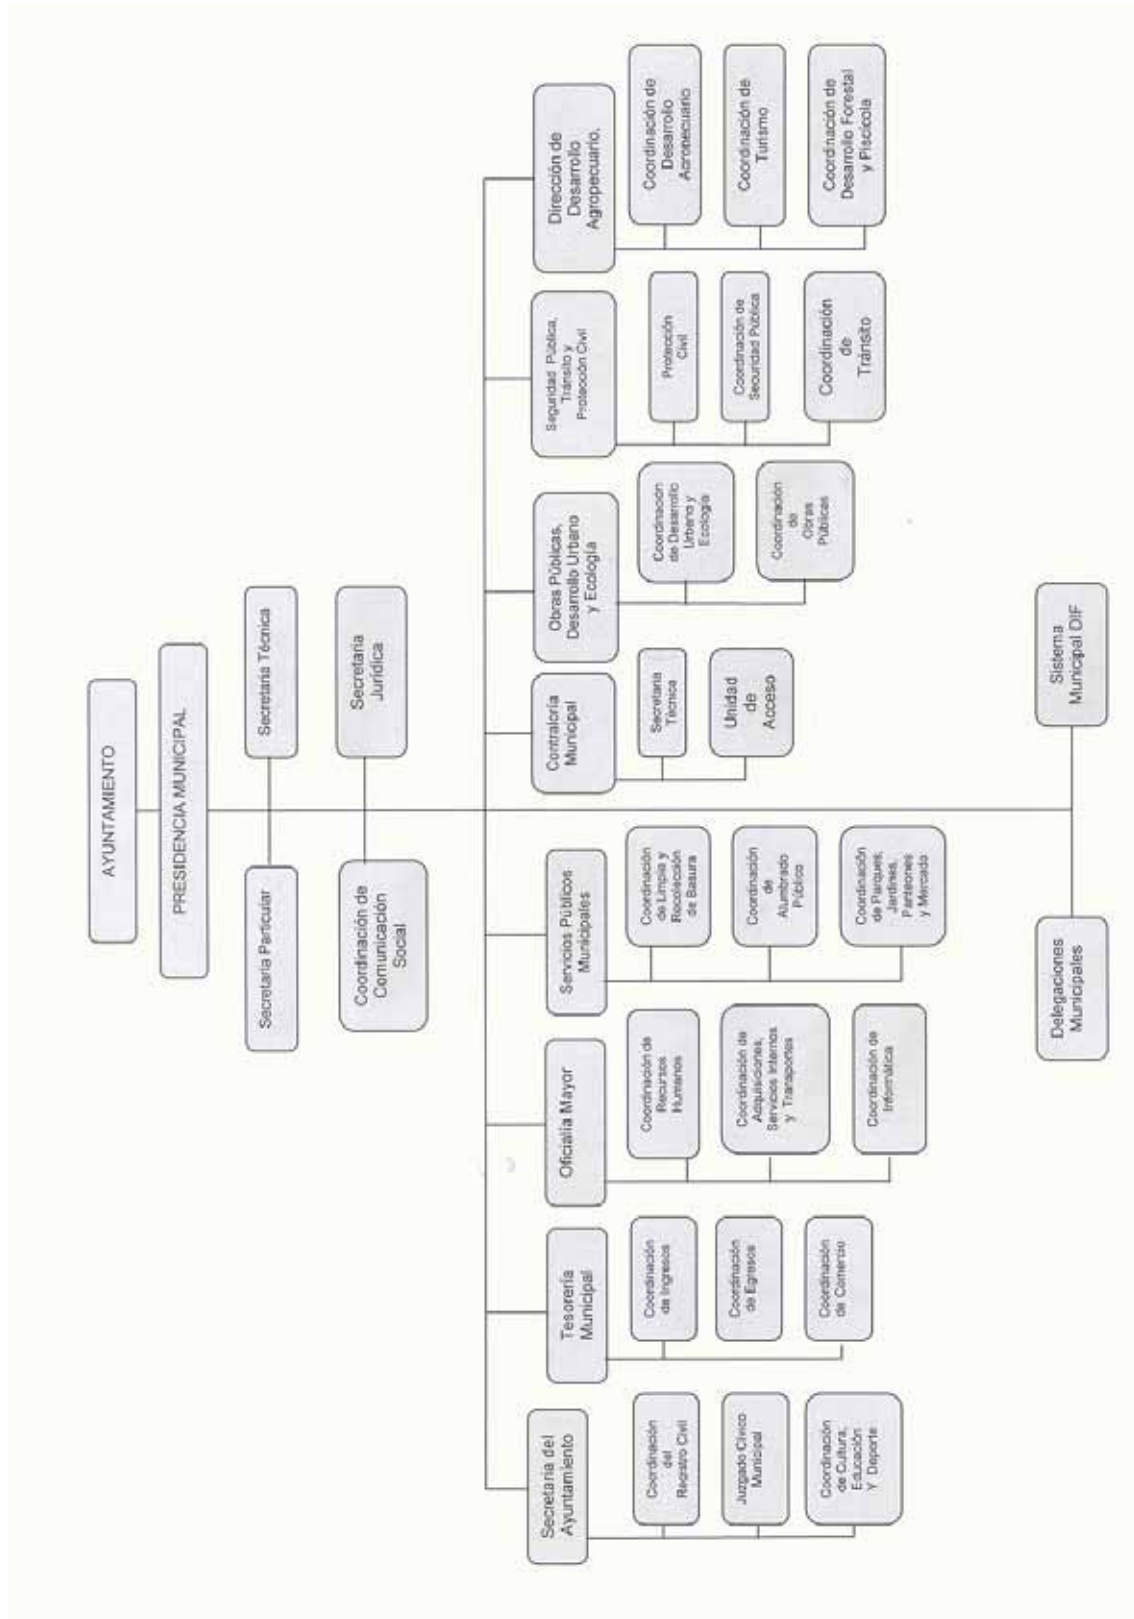 AYUNTAMIENTO
PRESIDENCIA MUNICIPAL
Secretaria Particular
Secretaria Técnica
Coordinación de
Comunicación
Social
Secretaria
Jurídica
Secretaria del
Ayuntamiento
Coordinación
del
Registro Civil
Juzgado Cívico
Municipal
Coordinación
de Cultura,
Educación
Y Deporte
Tesorería
Municipal
Coordinación
de Ingresos
Coordinación
de Egresos
Coordinación
de Comercio
Oficialía Mayor
Coordinación de
Recursos
Humanos
Coordinación de
Adquisiciones,
Servicios Internos
y Transportes
Coordinación de
Informática
Servicios Públicos
Municipales
Coordinación
de Limpia y
Recolección
de Basura
Coordinación
de
Alumbrado
Público
Coordinación
de Parques,
Jardines,
Panteones
y Mercado
Contraloría
Municipal
Secretaria
Técnica
Unidad
de
Acceso
Obras Públicas,
Desarrollo Urbano
y Ecología
Coordinación
de Desarrollo
Urbano y
Ecología
Coordinación
de
Obras
Públicas
Seguridad Pública,
Tránsito y
Protección Civil
Protección
Civil
Coordinación de
Seguridad Pública
Coordinación
de
Tránsito
Dirección de
Desarrollo
Agropecuario,
Coordinación de
Desarrollo
Agropecuario
Coordinación de
Turismo
Coordinación de
Desarrollo Forestal
y Piscícola
Delegaciones
Municipales
Sistema
Municipal DIF